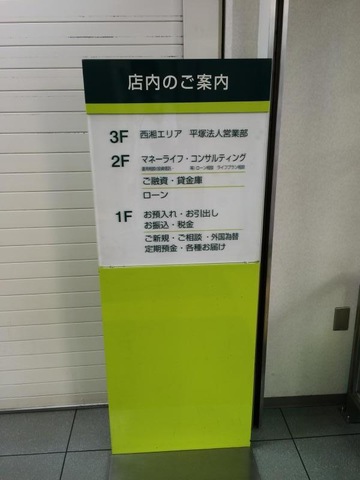 店内のご案内
3F 西湘エリア 平塚法人営業部
2F マネーライフ・コンサルティング
ご融資・貸金庫
ローン
1F お預入れ・お引出し
お振込・税金
ご新規・ご相談・外国為替
定期預金・各種お届け